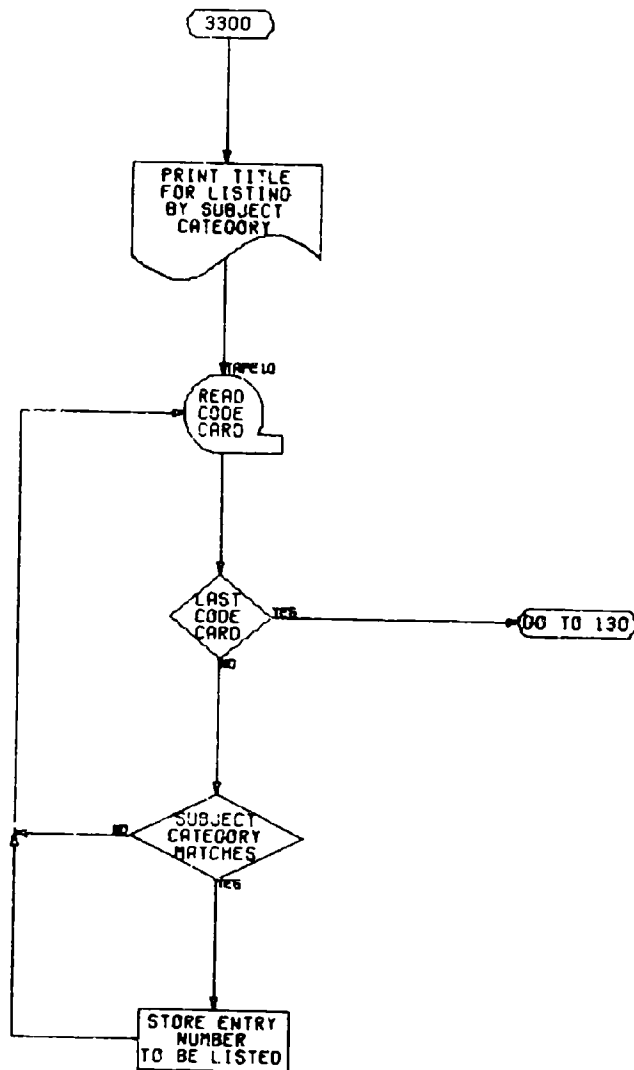 3300
PRINT TITLE
FOR LISTING
BY SUBJECT
CATEGORY
TAPE10
READ
CODE
CARD
LAST
CODE
CARD
YES
GO TO 130
NO
SUBJECT
CATEGORY
MATCHES
NO
YES
STORE ENTRY
NUMBER
TO BE LISTED